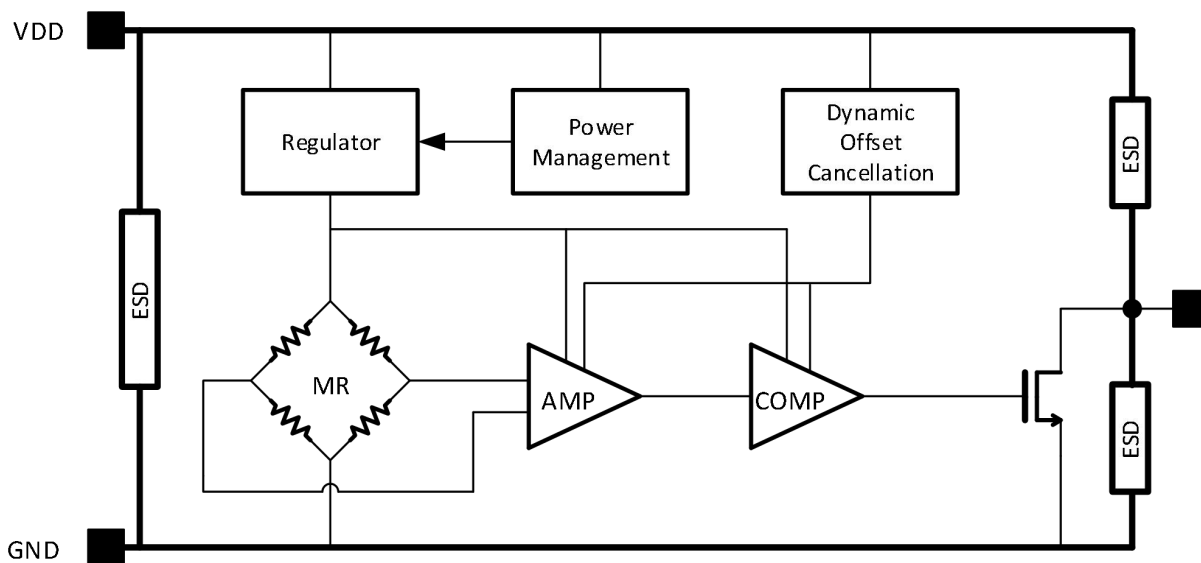 VDD
Regulator
Power
Management
Dynamic
Offset
Cancellation
ESD
ESD
MR
AMP
COMP
ESD
GND